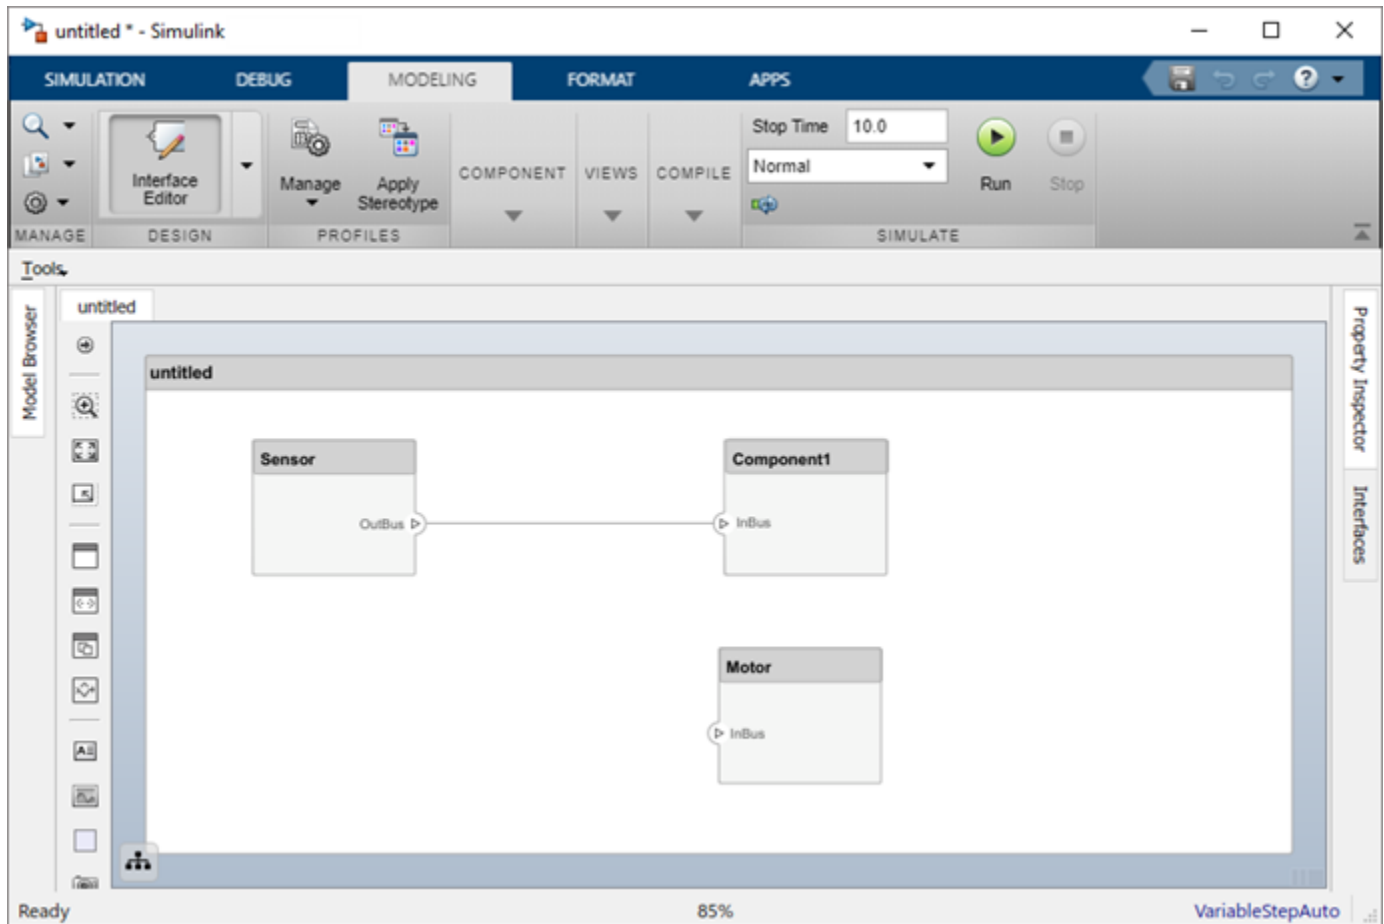 untitled * - Simulink
SIMULATION DEBUG MODELING FORMAT APPS
?
Interface
Editor
Manage
Apply
Stereotype
COMPONENT
VIEWS
COMPILE
Stop Time 10.0
Normal
Run
Stop
MANAGE DESIGN PROFILES SIMULATE
Tools
Model Browser
untitled
untitled
Sensor
OutBus
Component1
InBus
Motor
InBus
A
Property Inspector
Interfaces
Ready 85% VariableStepAuto